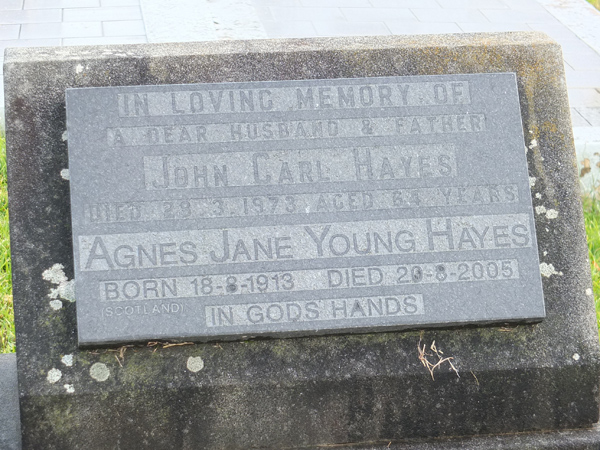 IN LOVING MEMORY OF
A DEAR HUSBAND & FATHER
JOHN CARL HAYES
DIED 29.3.1973 AGED 64 YEARS
AGNES JANE YOUNG HAYES
BORN 18-8-1913 DIED 20-8-2005
(SCOTLAND) IN GODS HANDS